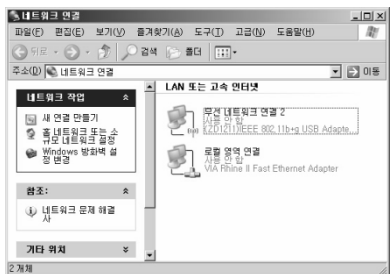 네트워크 연결
파일(F) 편집(E) 보기(V) 즐겨찾기(A) 도구(T) 고급(N) 도움말(H)
뒤로 검색 폴더
주소(D) 네트워크 연결 이동
네트워크 작업
새 연결 만들기
홈 네트워크 또는 소
규모 네트워크 설정
Windows 방화벽 설
정 변경
참조:
네트워크 문제 해결
사
기타 위치
LAN 또는 고속 인터넷
무선 네트워크 연결 2
사용 안 함
(ZD1211)IEEE 802.11b+g USB Adapte...
로컬 영역 연결
사용 안 함
VIA Rhine II Fast Ethernet Adapter
2 개체